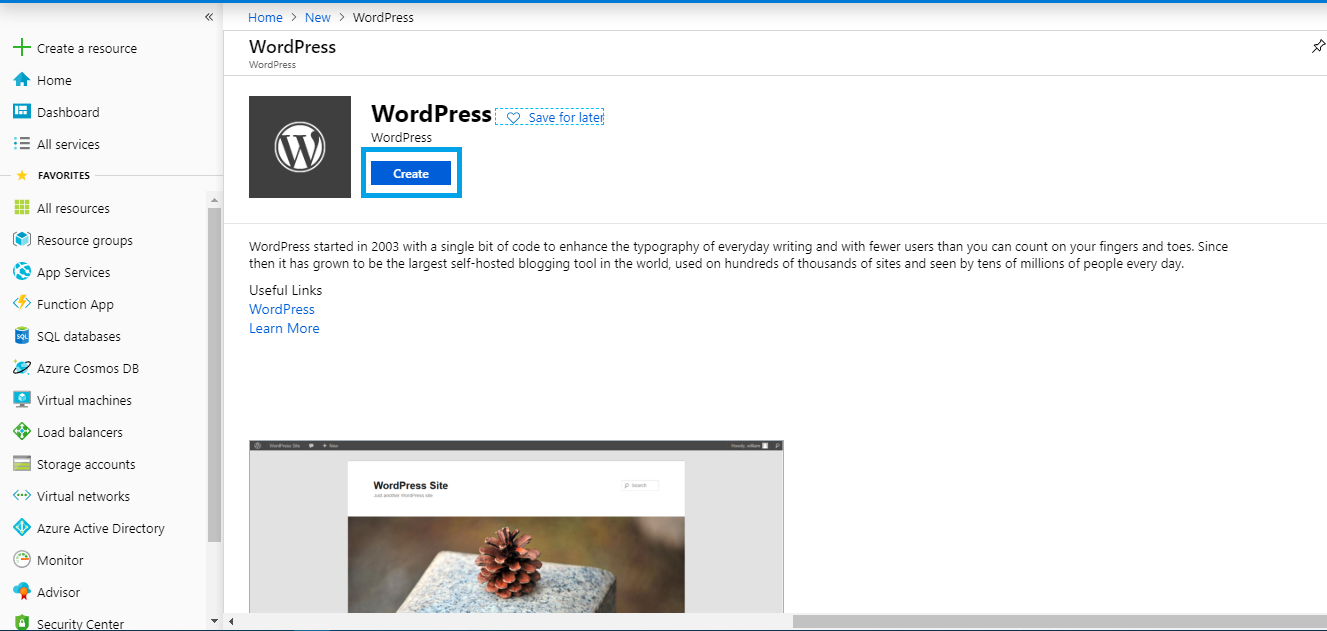 «
Home > New > WordPress
Create a resource
Home
Dashboard
All services
FAVORITES
All resources
Resource groups
App Services
Function App
SQL databases
Azure Cosmos DB
Virtual machines
Load balancers
Storage accounts
Virtual networks
Azure Active Directory
Monitor
Advisor
Security Center
WordPress
WordPress
WordPress Save for later
WordPress
Create
WordPress started in 2003 with a single bit of code to enhance the typography of everyday writing and with fewer users than you can count on your fingers and toes. Since
then it has grown to be the largest self-hosted blogging tool in the world, used on hundreds of thousands of sites and seen by tens of millions of people every day.
Useful Links
WordPress
Learn More
WordPress Site New Howdy, william
WordPress Site
Just another WordPress site
Search